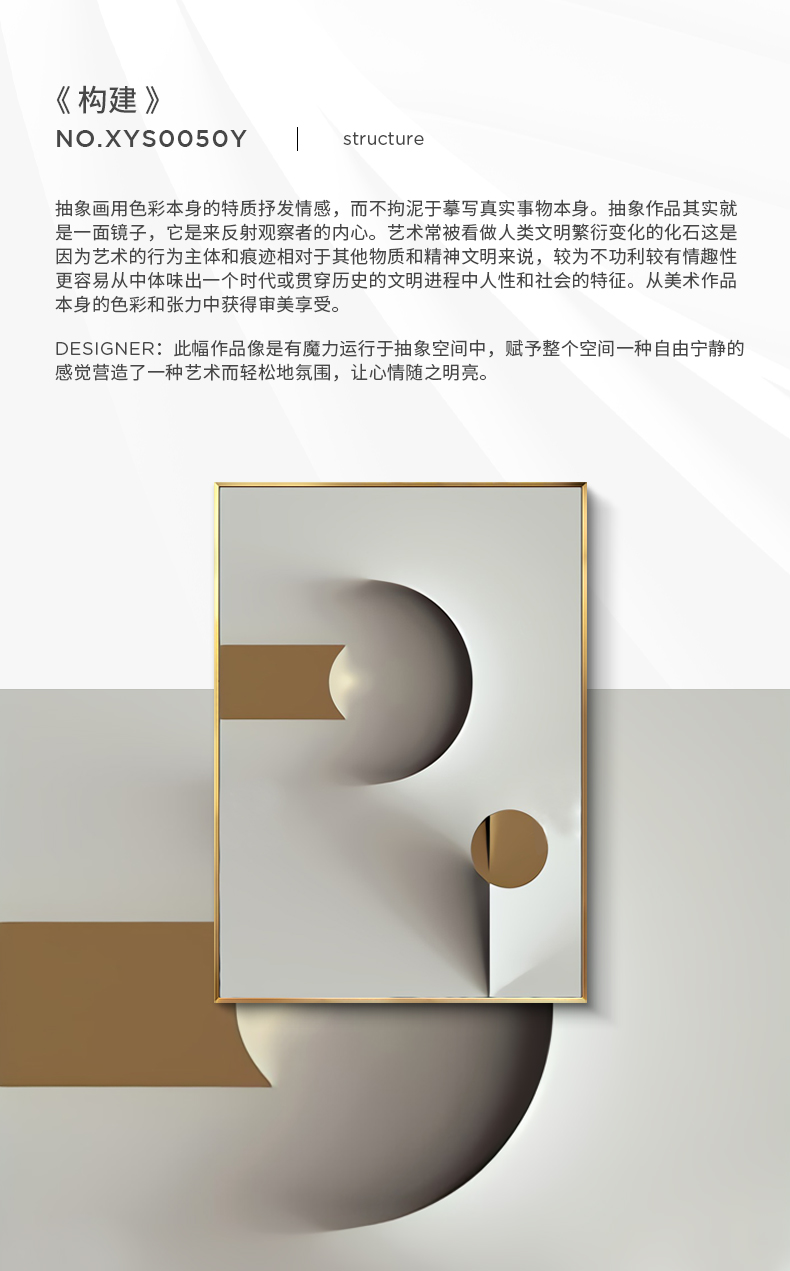 《构建》
NO.XYS0050Y | structure
抽象画用色彩本身的特质抒发情感，而不拘泥于摹写真实事物本身。抽象作品其实就
是一面镜子，它是来反射观察者的内心。艺术常被看做人类文明繁衍变化的化石这是
因为艺术的行为主体和痕迹相对于其他物质和精神文明来说，较为不功利较有情趣性
更容易从中体味出一个时代或贯穿历史的文明进程中人性和社会的特征。从美术作品
本身的色彩和张力中获得审美享受。
DESIGNER：此幅作品像是有魔力运行于抽象空间中，赋予整个空间一种自由宁静的
感觉营造了一种艺术而轻松地氛围，让心情随之明亮。